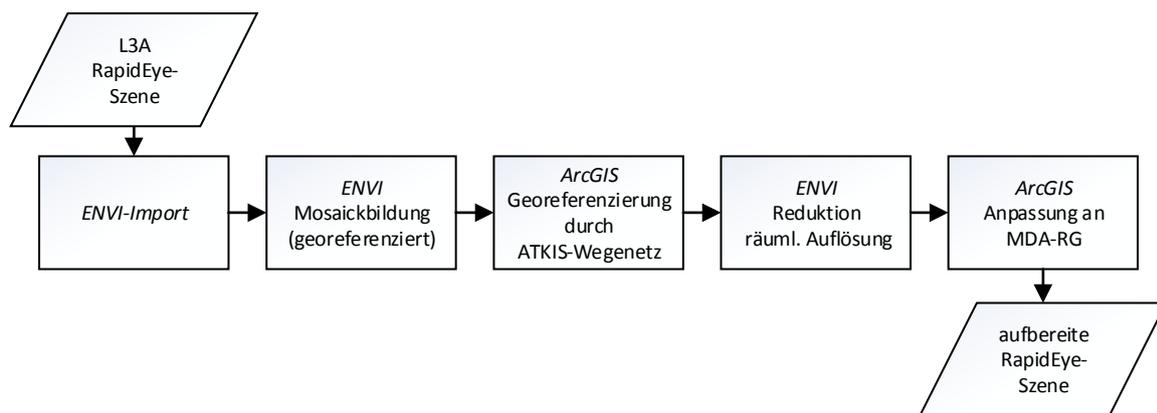 L3A
RapidEye-
Szene
ENVI-Import
ENVI
Mosaickbildung
(georeferenziert)
ArcGIS
Georeferenzierung
durch
ATKIS-Wegenetz
ENVI
Reduktion
räuml. Auflösung
ArcGIS
Anpassung an
MDA-RG
aufbereite
RapidEye-
Szene